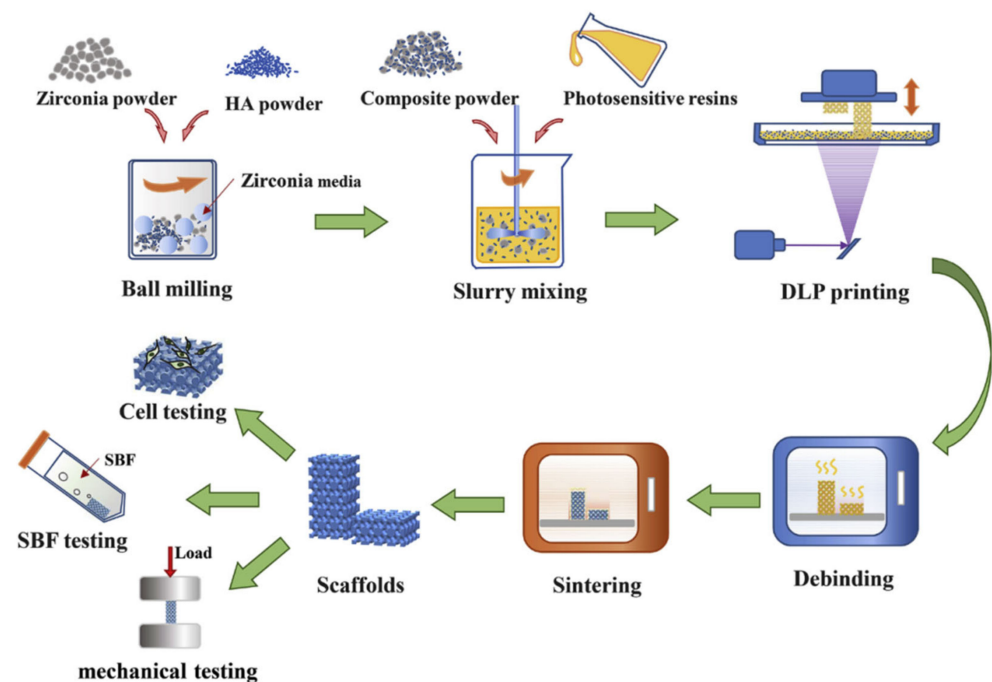 Zirconia powder
HA powder
Composite powder
Photosensitive resins
Zirconia media
Ball milling
Slurry mixing
DLP printing
Cell testing
SBF
SBF testing
Load
mechanical testing
Scaffolds
Sintering
Debinding